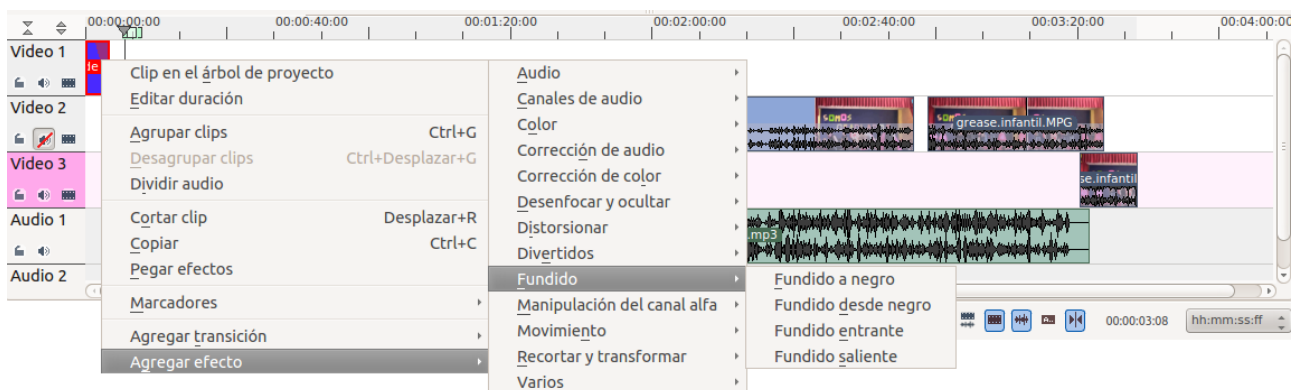 00:00:00:00 00:00:40:00 00:01:20:00 00:02:00:00 00:02:40:00 00:03:20:00 00:04:00:00
Video 1
Video 2
Video 3
Audio 1
Audio 2
de
Clip en el árbol de proyecto
Editar duración
Agrupar clips Ctrl+G
Desagrupar clips Ctrl+Desplazar+G
Dividir audio
Cortar clip Desplazar+R
Copiar Ctrl+C
Pegar efectos
Marcadores
Agregar transición
Agregar efecto
Audio
Canales de audio
Color
Corrección de audio
Corrección de color
Desenfocar y ocultar
Distorsionar
Divertidos
Fundido
Manipulación del canal alfa
Movimiento
Recortar y transformar
Varios
Fundido a negro
Fundido desde negro
Fundido entrante
Fundido saliente
SOMOS
SOMOS
grease.infantil.MPG
se.infantil
.mp3
00:00:03:08 hh:mm:ss:ff